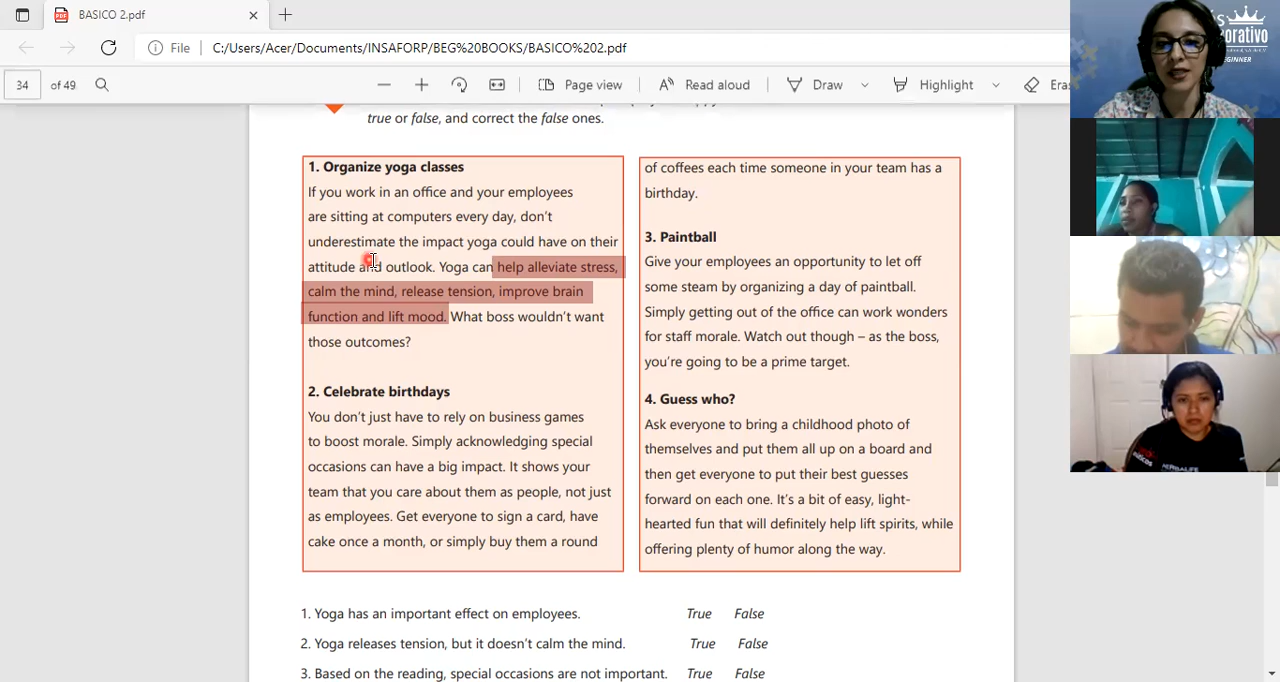 BASICO 2.pdf
File C:/Users/Acer/Documents/INSAFORP/BEG%20BOOKS/BASICO%202.pdf
34 of 49
Page view
Read aloud
Draw
Highlight
true or false, and correct the false ones.
1. Organize yoga classes
If you work in an office and your employees
are sitting at computers every day, don't
underestimate the impact yoga could have on their
attitude and outlook. Yoga can help alleviate stress,
calm the mind, release tension, improve brain
function and lift mood. What boss wouldn't want
those outcomes?
2. Celebrate birthdays
You don't just have to rely on business games
to boost morale. Simply acknowledging special
occasions can have a big impact. It shows your
team that you care about them as people, not just
as employees. Get everyone to sign a card, have
cake once a month, or simply buy them a round
of coffees each time someone in your team has a
birthday.
3. Paintball
Give your employees an opportunity to let off
some steam by organizing a day of paintball.
Simply getting out of the office can work wonders
for staff morale. Watch out though – as the boss,
you're going to be a prime target.
4. Guess who?
Ask everyone to bring a childhood photo of
themselves and put them all up on a board and
then get everyone to put their best guesses
forward on each one. It's a bit of easy, light-
hearted fun that will definitely help lift spirits, while
offering plenty of humor along the way.
1. Yoga has an important effect on employees. True False
2. Yoga releases tension, but it doesn't calm the mind. True False
3. Based on the reading, special occasions are not important. True False
HERBALIFE